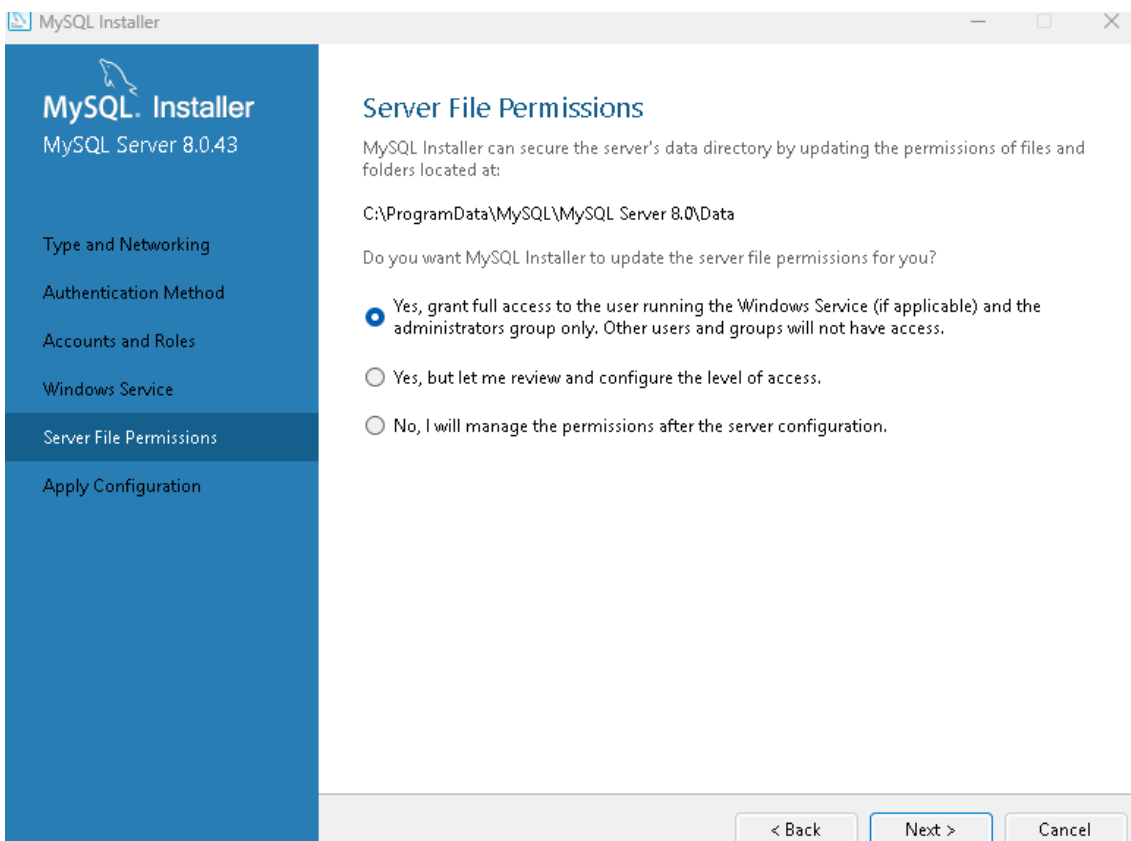 MySQL Installer
MySQL. Installer
MySQL Server 8.0.43
Type and Networking
Authentication Method
Accounts and Roles
Windows Service
Server File Permissions
Apply Configuration
Server File Permissions
MySQL Installer can secure the server's data directory by updating the permissions of files and
folders located at:
C:\ProgramData\MySQL\MySQL Server 8.0\Data
Do you want MySQL Installer to update the server file permissions for you?
Yes, grant full access to the user running the Windows Service (if applicable) and the
administrators group only. Other users and groups will not have access.
Yes, but let me review and configure the level of access.
No, I will manage the permissions after the server configuration.
< Back
Next >
Cancel